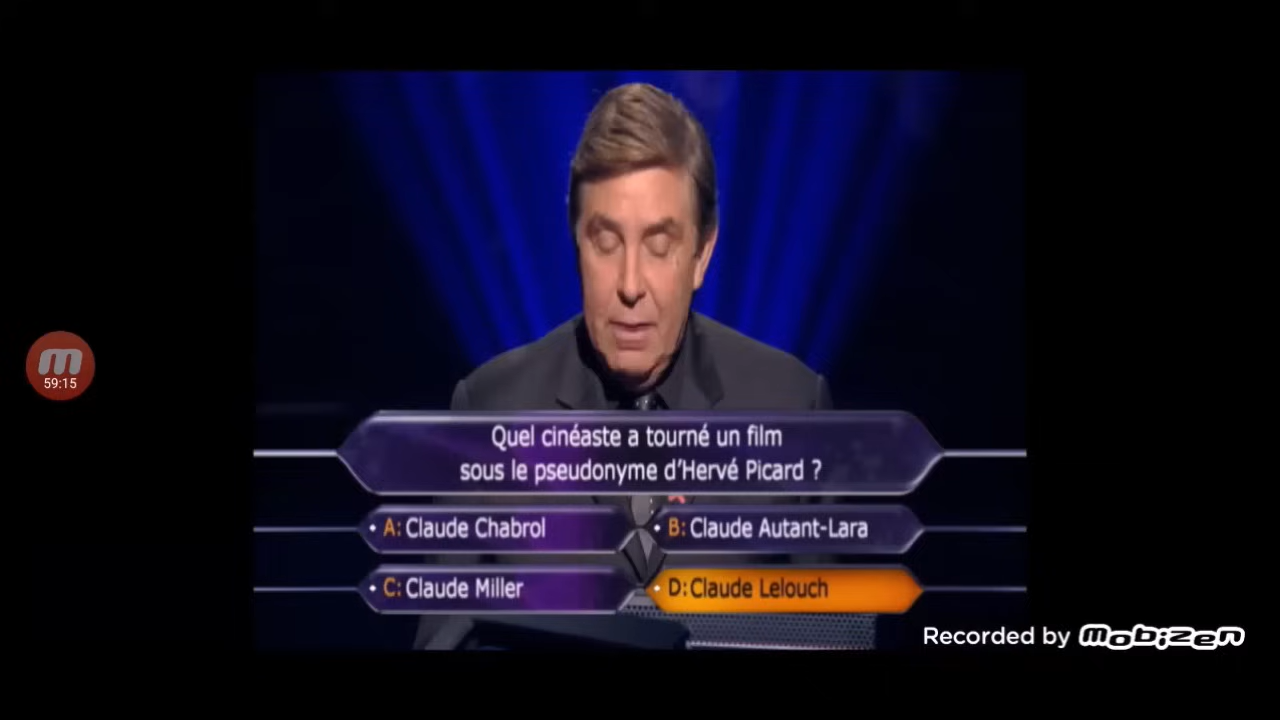 Quel cinéaste a tourné un film
sous le pseudonyme d'Hervé Picard ?
A: Claude Chabrol
B: Claude Autant-Lara
C: Claude Miller
D: Claude Lelouch
59:15
Recorded by Mobizen